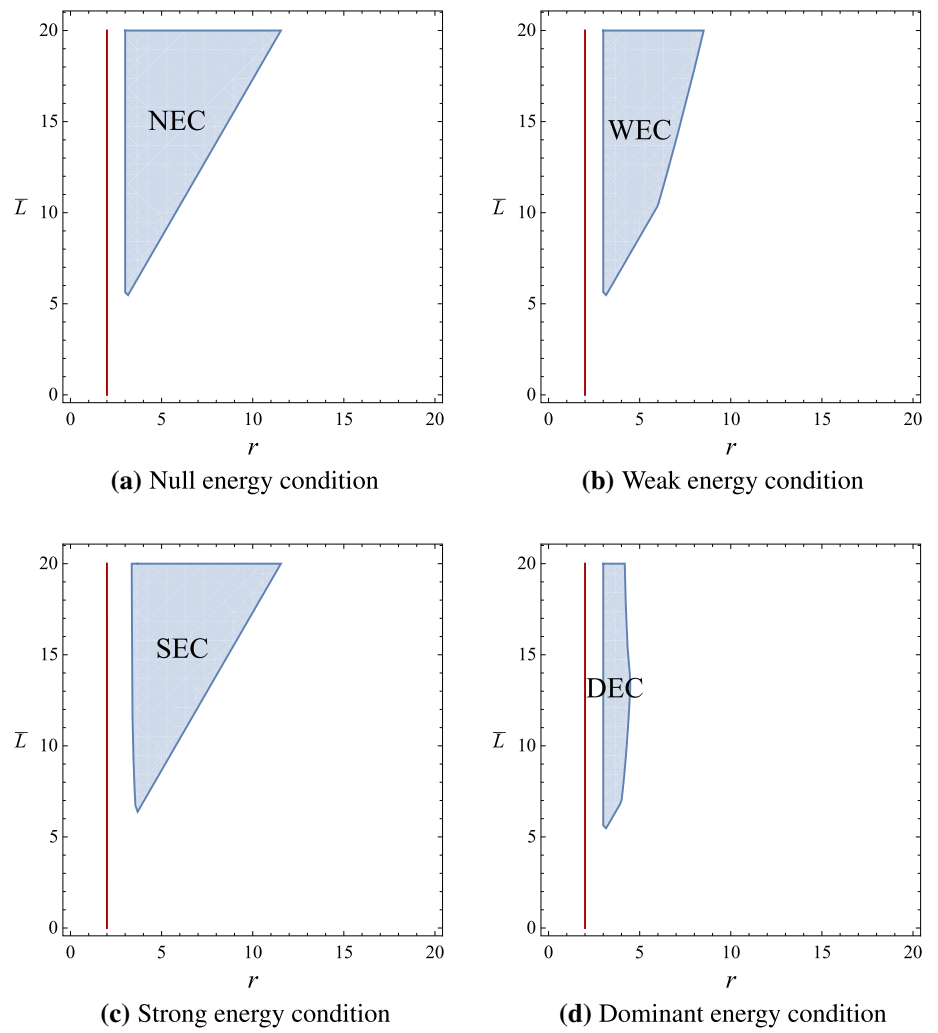 20
15
10
5
0
L̅
NEC
0 5 10 15 20
r
(a) Null energy condition
20
15
10
5
0
L̅
WEC
0 5 10 15 20
r
(b) Weak energy condition
20
15
10
5
0
L̅
SEC
0 5 10 15 20
r
(c) Strong energy condition
20
15
10
5
0
L̅
DEC
0 5 10 15 20
r
(d) Dominant energy condition